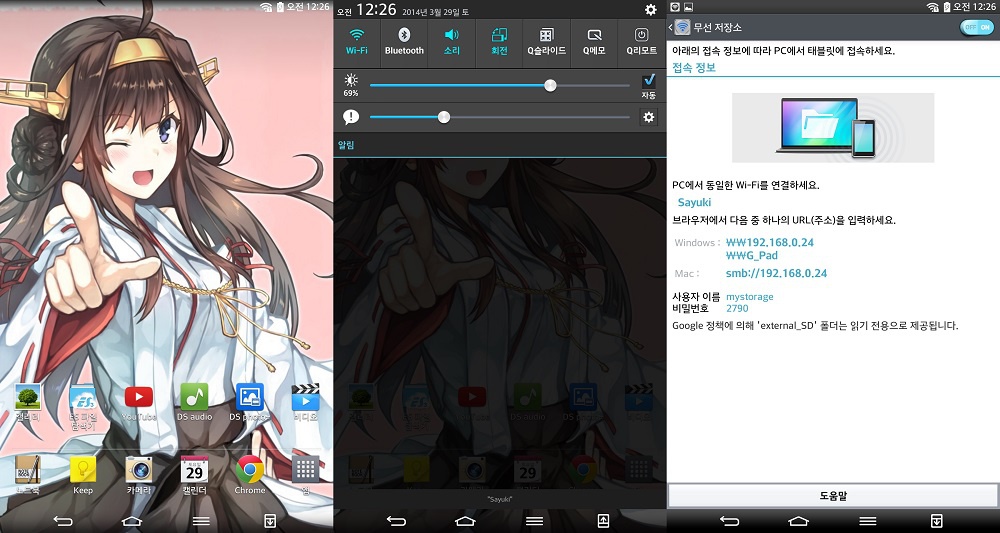 오전 12:26
갤러리
ES 파일
탐색기
YouTube
DS audio
DS photo+
비디오
노트북
Keep
카메라
29
캘린더
Chrome
앱
오전 12:26 2014년 3월 29일 토
Wi-Fi
Bluetooth
소리
회전
Q슬라이드
Q메모
Q리모트
69%
자동
알림
"Sayuki"
오전 12:26
무선 저장소
OFF ON
아래의 접속 정보에 따라 PC에서 태블릿에 접속하세요.
접속 정보
PC에서 동일한 Wi-Fi를 연결하세요.
Sayuki
브라우저에서 다음 중 하나의 URL(주소)을 입력하세요.
Windows : ₩₩192.168.0.24
₩₩G_Pad
Mac : smb://192.168.0.24
사용자 이름 mystorage
비밀번호 2790
Google 정책에 의해 'external_SD' 폴더는 읽기 전용으로 제공됩니다.
도움말